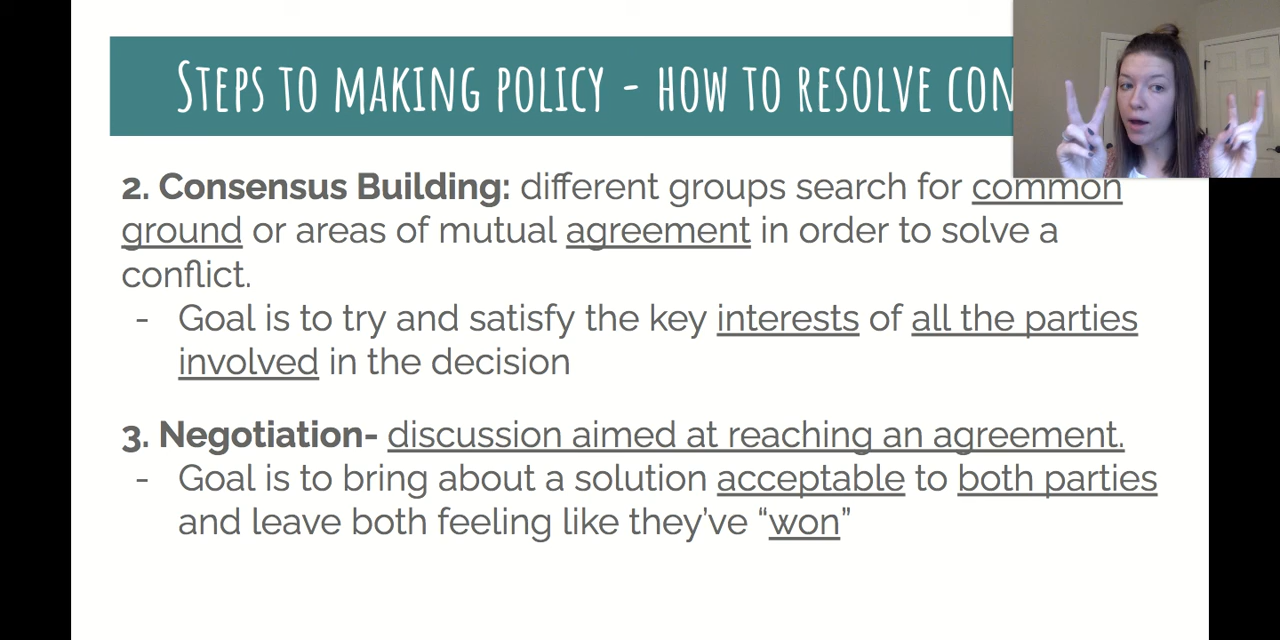 Steps to making policy - how to resolve
2. Consensus Building: different groups search for common
ground or areas of mutual agreement in order to solve a
conflict.
- Goal is to try and satisfy the key interests of all the parties
involved in the decision
3. Negotiation- discussion aimed at reaching an agreement.
- Goal is to bring about a solution acceptable to both parties
and leave both feeling like they've “won”